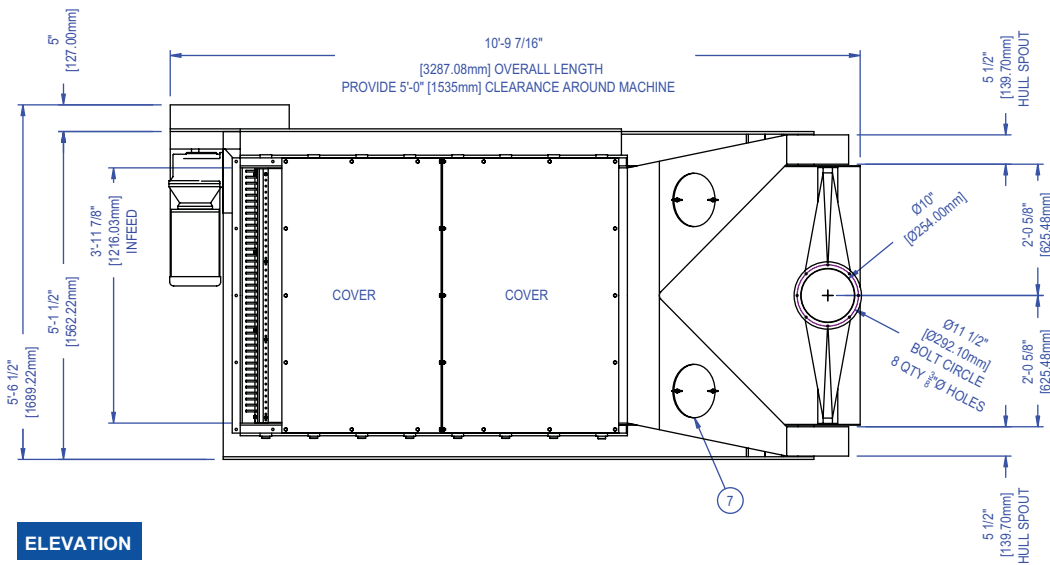 10'-9 7/16"
[3287.08mm] OVERALL LENGTH
PROVIDE 5'-0" [1535mm] CLEARANCE AROUND MACHINE
5"
[127.00mm]
5 1/2"
[139.70mm]
HULL SPOUT
3'-11 7/8"
[1216.03mm]
INFEED
5'-1 1/2"
[1562.22mm]
5'-6 1/2"
[1689.22mm]
COVER
COVER
Ø10"
[Ø254.00mm]
2'-0 5/8"
[625.48mm]
Ø11 1/2"
[Ø292.10mm]
BOLT CIRCLE
8 QTY 3/8"Ø HOLES
2'-0 5/8"
[625.48mm]
7
5 1/2"
[139.70mm]
HULL SPOUT
ELEVATION